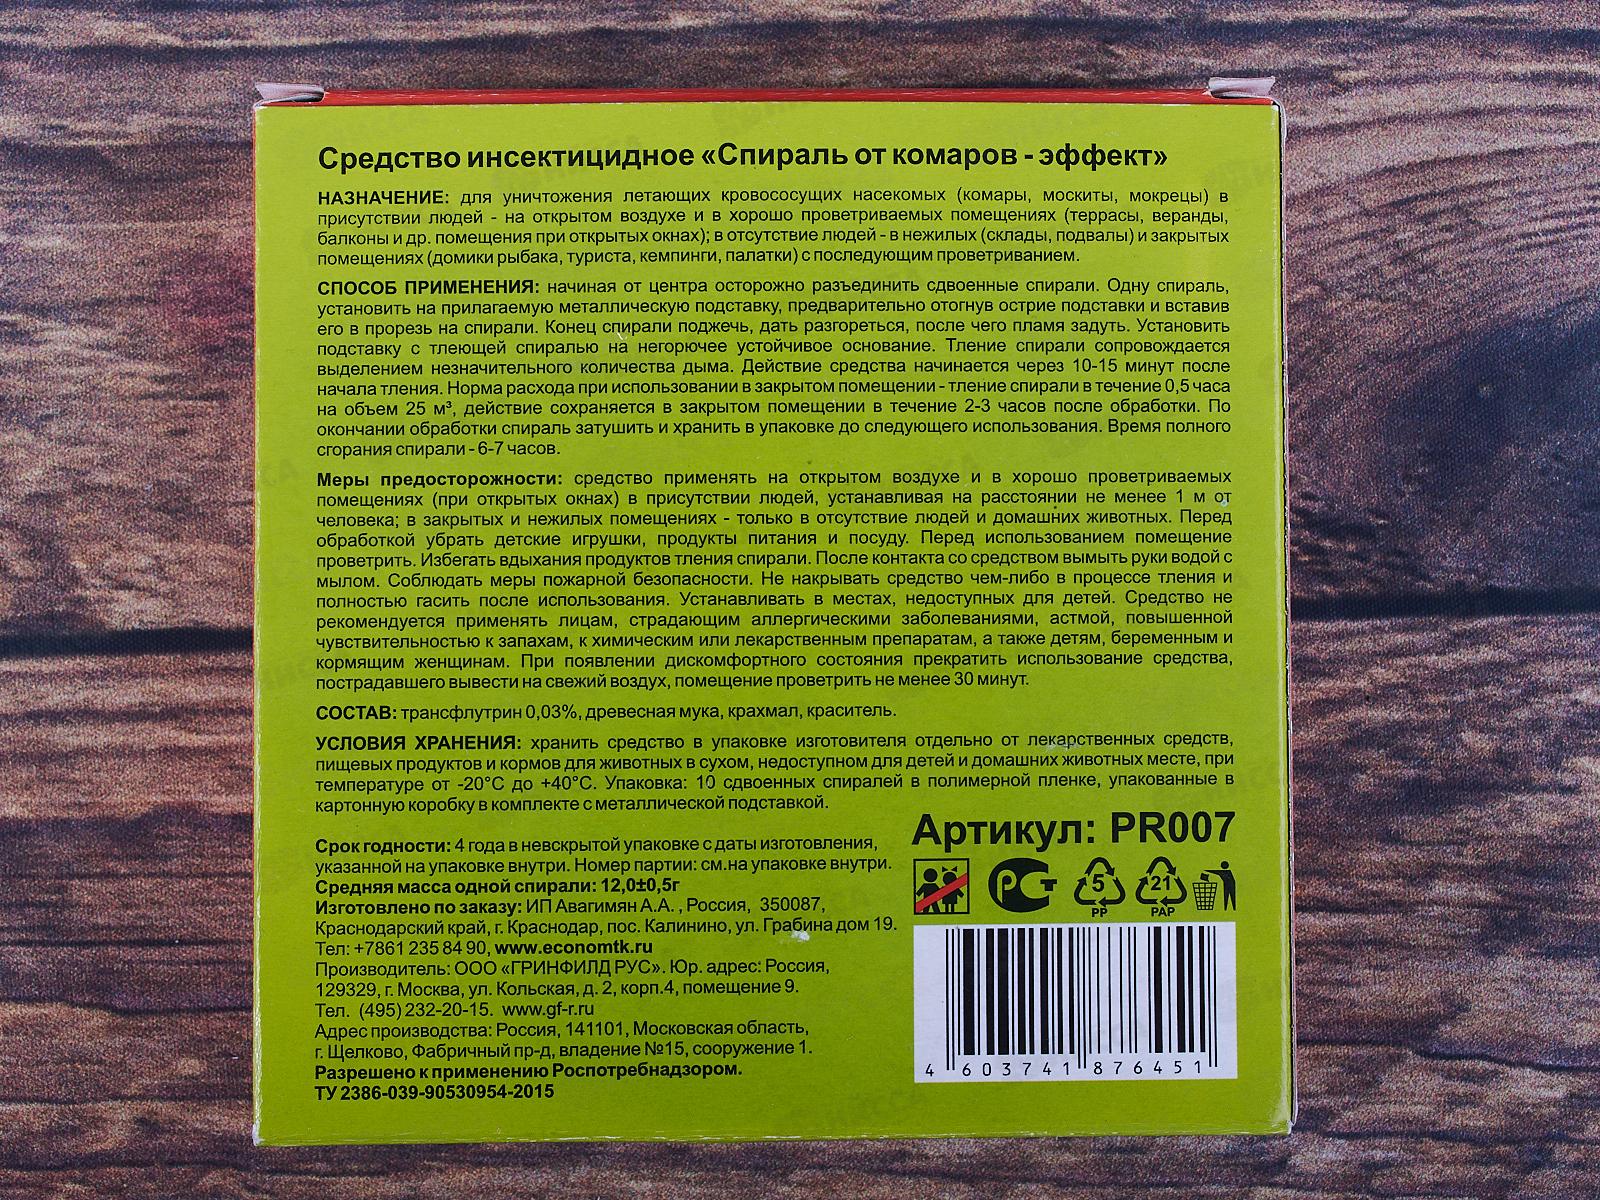 Средство инсектицидное «Спираль от комаров - эффект»
НАЗНАЧЕНИЕ: для уничтожения летающих кровососущих насекомых (комары, москиты, мокрецы) в
присутствии людей - на открытом воздухе и в хорошо проветриваемых помещениях (террасы, веранды,
балконы и др. помещения при открытых окнах); в отсутствие людей - в нежилых (склады, подвалы) и закрытых
помещениях (домики рыбака, туриста, кемпинги, палатки) с последующим проветриванием.
СПОСОБ ПРИМЕНЕНИЯ: начиная от центра осторожно разъединить сдвоенные спирали. Одну спираль,
установить на прилагаемую металлическую подставку, предварительно отогнув острие подставки и вставив
его в прорезь на спирали. Конец спирали поджечь, дать разгореться, после чего пламя задуть. Установить
подставку с тлеющей спиралью на негорючее устойчивое основание. Тление спирали сопровождается
выделением незначительного количества дыма. Действие средства начинается через 10-15 минут после
начала тления. Норма расхода при использовании в закрытом помещении - тление спирали в течение 0,5 часа
на объем 25 м³, действие сохраняется в закрытом помещении в течение 2-3 часов после обработки. По
окончании обработки спираль затушить и хранить в упаковке до следующего использования. Время полного
сгорания спирали - 6-7 часов.
Меры предосторожности: средство применять на открытом воздухе и в хорошо проветриваемых
помещениях (при открытых окнах) в присутствии людей, устанавливая на расстоянии не менее 1 м от
человека; в закрытых и нежилых помещениях - только в отсутствие людей и домашних животных. Перед
обработкой убрать детские игрушки, продукты питания и посуду. Перед использованием помещение
проветрить. Избегать вдыхания продуктов тления спирали. После контакта со средством вымыть руки водой с
мылом. Соблюдать меры пожарной безопасности. Не накрывать средство чем-либо в процессе тления и
полностью гасить после использования. Устанавливать в местах, недоступных для детей. Средство не
рекомендуется применять лицам, страдающим аллергическими заболеваниями, астмой, повышенной
чувствительностью к запахам, к химическим или лекарственным препаратам, а также детям, беременным и
кормящим женщинам. При появлении дискомфортного состояния прекратить использование средства,
пострадавшего вывести на свежий воздух, помещение проветрить не менее 30 минут.
СОСТАВ: трансфлутрин 0,03%, древесная мука, крахмал, краситель.
УСЛОВИЯ ХРАНЕНИЯ: хранить средство в упаковке изготовителя отдельно от лекарственных средств,
пищевых продуктов и кормов для животных в сухом, недоступном для детей и домашних животных месте, при
температуре от -20°С до +40°С. Упаковка: 10 сдвоенных спиралей в полимерной пленке, упакованные в
картонную коробку в комплекте с металлической подставкой.
Срок годности: 4 года в невскрытой упаковке с даты изготовления,
указанной на упаковке внутри. Номер партии: см.на упаковке внутри.
Средняя масса одной спирали: 12,0±0,5г
Изготовлено по заказу: ИП Авагимян А.А. , Россия, 350087,
Краснодарский край, г. Краснодар, пос. Калинино, ул. Грабина дом 19.
Тел: +7861 235 84 90, www.economtk.ru
Производитель: ООО «ГРИНФИЛД РУС». Юр. адрес: Россия,
129329, г. Москва, ул. Кольская, д. 2, корп.4, помещение 9.
Тел. (495) 232-20-15. www.gf-r.ru
Адрес производства: Россия, 141101, Московская область,
г. Щелково, Фабричный пр-д, владение №15, сооружение 1.
Разрешено к применению Роспотребнадзором.
ТУ 2386-039-90530954-2015
Артикул: PR007
РСТ
5
PP
21
PAP
4 603741 876451